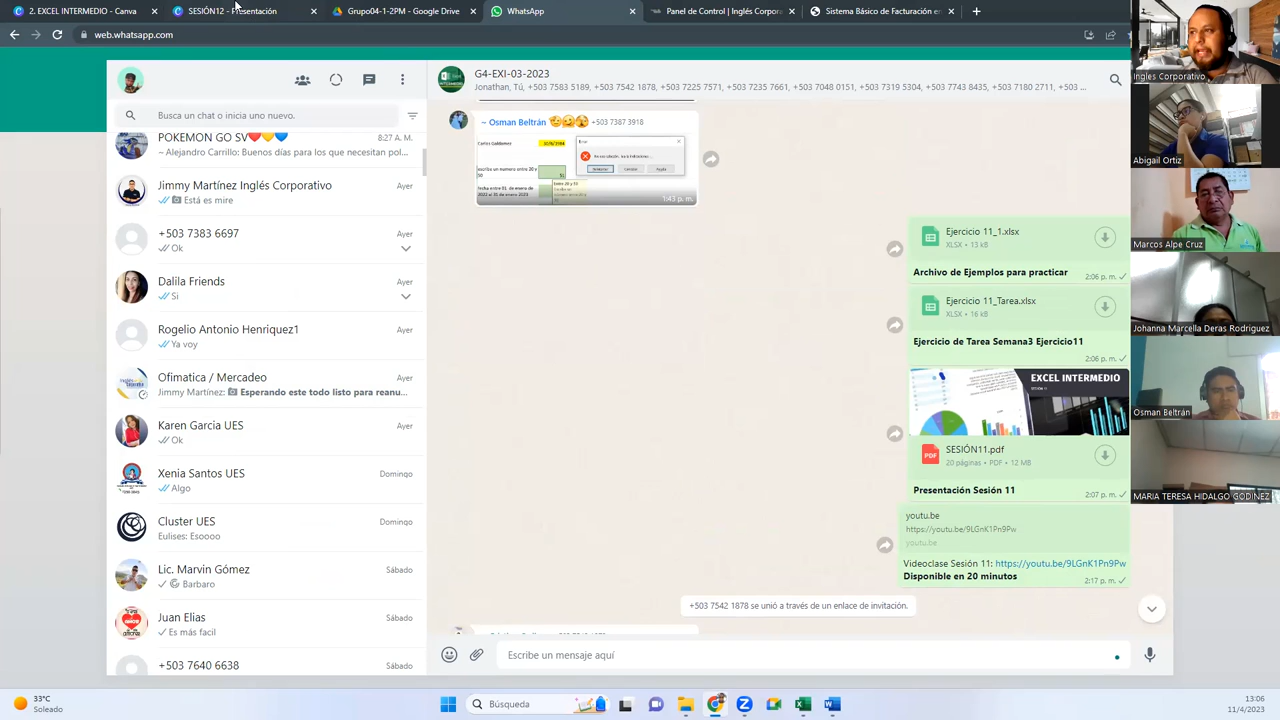 2. EXCEL INTERMEDIO - Canva
SESIÓN12 - Presentación
Grupo04-1-2PM - Google Drive
WhatsApp
Panel de Control | Inglés Corpor
Sistema Básico de Facturación en
web.whatsapp.com
Busca un chat o inicia uno nuevo.
POKEMON GO SV
8:27 A. M.
~ Alejandro Carrillo: Buenos días para los que necesitan pol...
Jimmy Martinez Inglés Corporativo
Ayer
Está es mire
+503 7383 6697
Ayer
Ok
Dalila Friends
Ayer
Si
Rogelio Antonio Henriquez1
Ayer
Ya voy
Ofimatica / Mercadeo
Ayer
Jimmy Martíne...: Esperando este todo listo para reanu...
Karen Garcia UES
Ayer
Ok
Xenia Santos UES
Domingo
Algo
Cluster UES
Domingo
Eulises: Esoooo
Lic. Marvin Gómez
Sábado
Barbaro
Juan Elias
Sábado
Es más facil
+503 7640 6638
Sábado
G4-EXI-03-2023
Jonathan, Tú, +503 7583 5189, +503 7542 1878, +503 7225 7371, +503 7235 7661, +503 7048 0151, +503 7319 5304, +503 7743 8435, +503 7180 2711, +503 ...
~ Osman Beltrán
+503 7387 3918
1:43 p. m.
Ejercicio 11_1.xlsx
XLSX • 13 kB
Archivo de Ejemplos para practicar
2:06 p. m.
Ejercicio 11_Tarea.xlsx
XLSX • 16 kB
Ejercicio de Tarea Semana3 Ejercicio11
2:06 p. m.
EXCEL INTERMEDIO
SESIÓN11.pdf
20 páginas • PDF • 12 MB
Presentación Sesión 11
2:07 p. m.
youtu.be
https://youtu.be/9LGnK1Pn9Pw
youtu.be
Videoclase Sesión 11: https://youtu.be/9LGnK1Pn9Pw
Disponible en 20 minutos
2:17 p. m.
+503 7542 1878 se unió a través de un enlace de invitación.
Escribe un mensaje aquí
Ingles Corporativo
Abigail Ortiz
Marcos Alpe Cruz
Johanna Marcella Deras Rodriguez
Osman Beltrán
MARIA TERESA HIDALGO GODINEZ
33°C
Soleado
Búsqueda
13:06
11/4/2023